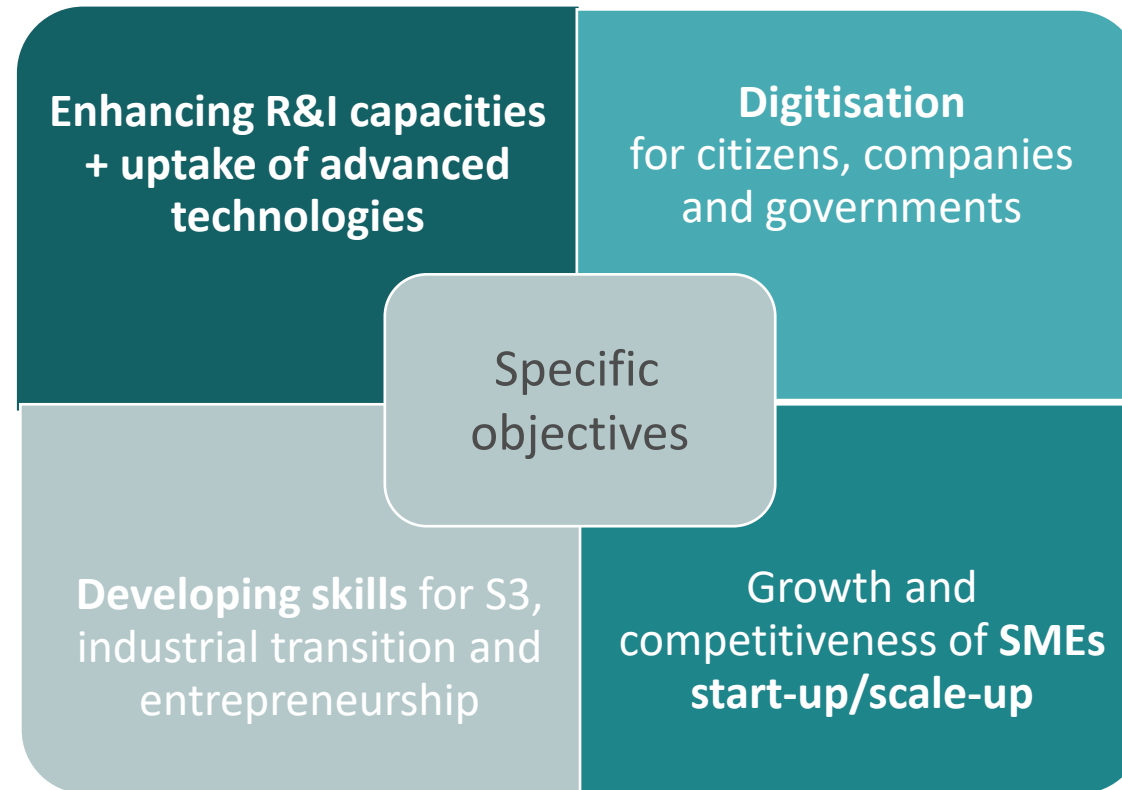 Enhancing R&I capacities
+ uptake of advanced
technologies
Digitisation
for citizens, companies
and governments
Specific
objectives
Developing skills for S3,
industrial transition and
entrepreneurship
Growth and
competitiveness of SMEs
start-up/scale-up